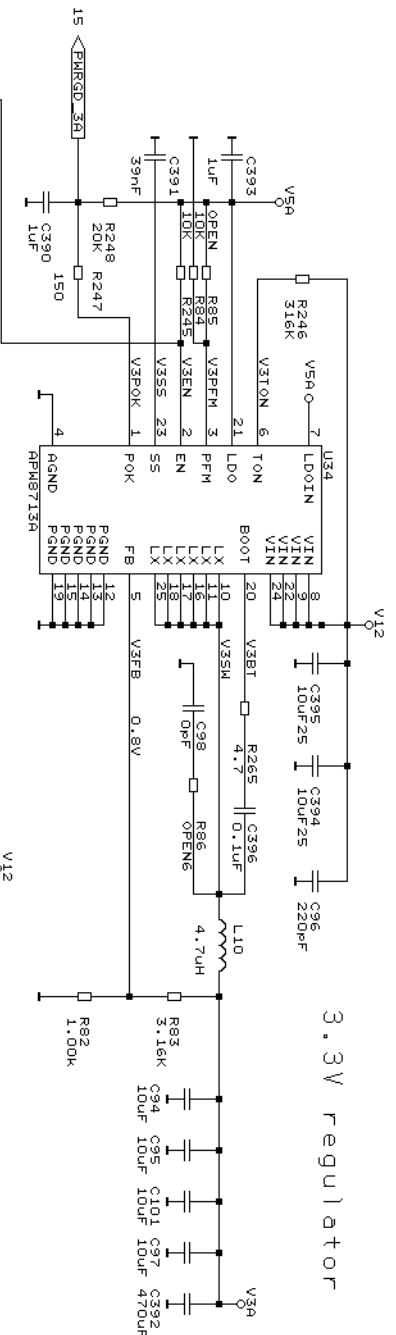 3.3V regulator
V12
C395
10uF25
C394
10uF25
C96
220pF
R246
316K
V5A
V5A
U34
7
LDOIN
VIN
8
VIN
9
VIN
22
VIN
24
V3TON
6
TON
C393
1uF
21
LDO
BOOT
20
V3BT
R265
4.7
C396
0.1uF
OPEN
R85
V3PFM
3
PFM
10K
R84
10K
R245
V3EN
2
EN
LX
10
LX
11
LX
16
LX
17
LX
18
LX
25
V3SW
L10
4.7uH
V3A
C391
39nF
V3SS
23
SS
C98
0pF
R86
OPEN6
R248
20K
15
PWRGD_3A
R247
150
V3POK
1
POK
FB
5
V3FB
0.8V
R83
3.16K
R82
1.00K
C94
10uF
C95
10uF
C101
10uF
C97
10uF
C392
470uF
C390
1uF
PGND
12
PGND
13
PGND
14
PGND
15
PGND
19
4
AGND
APW8713A
V12